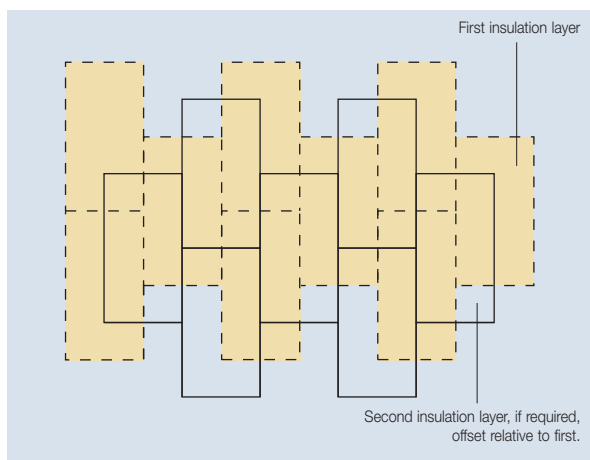 First insulation layer
Second insulation layer, if required,
offset relative to first.